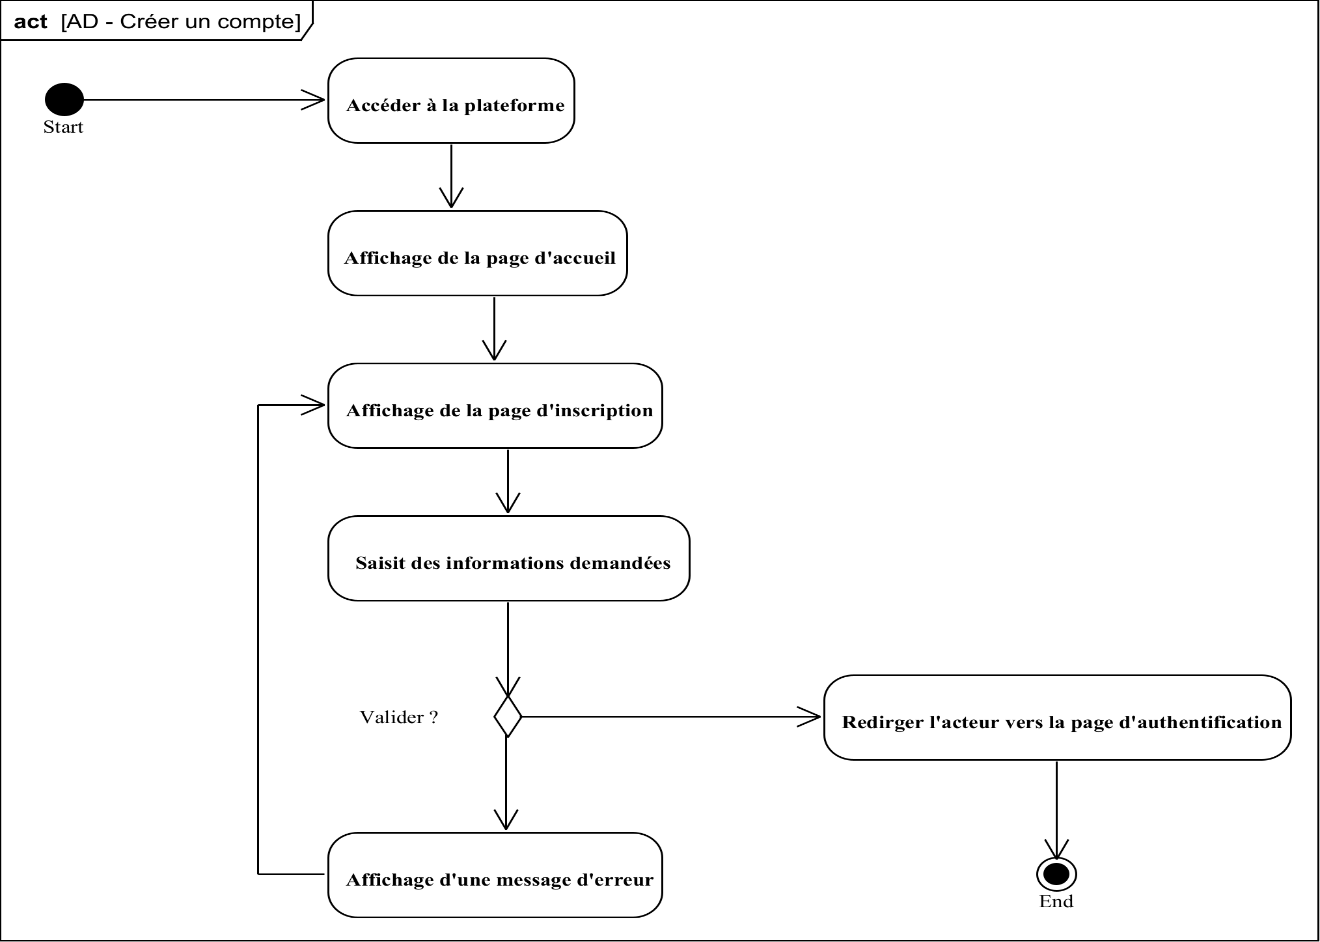 act [AD - Créer un compte]
Start
Accéder à la plateforme
Affichage de la page d'accueil
Affichage de la page d'inscription
Saisit des informations demandées
Valider ?
Redirger l'acteur vers la page d'authentification
Affichage d'une message d'erreur
End